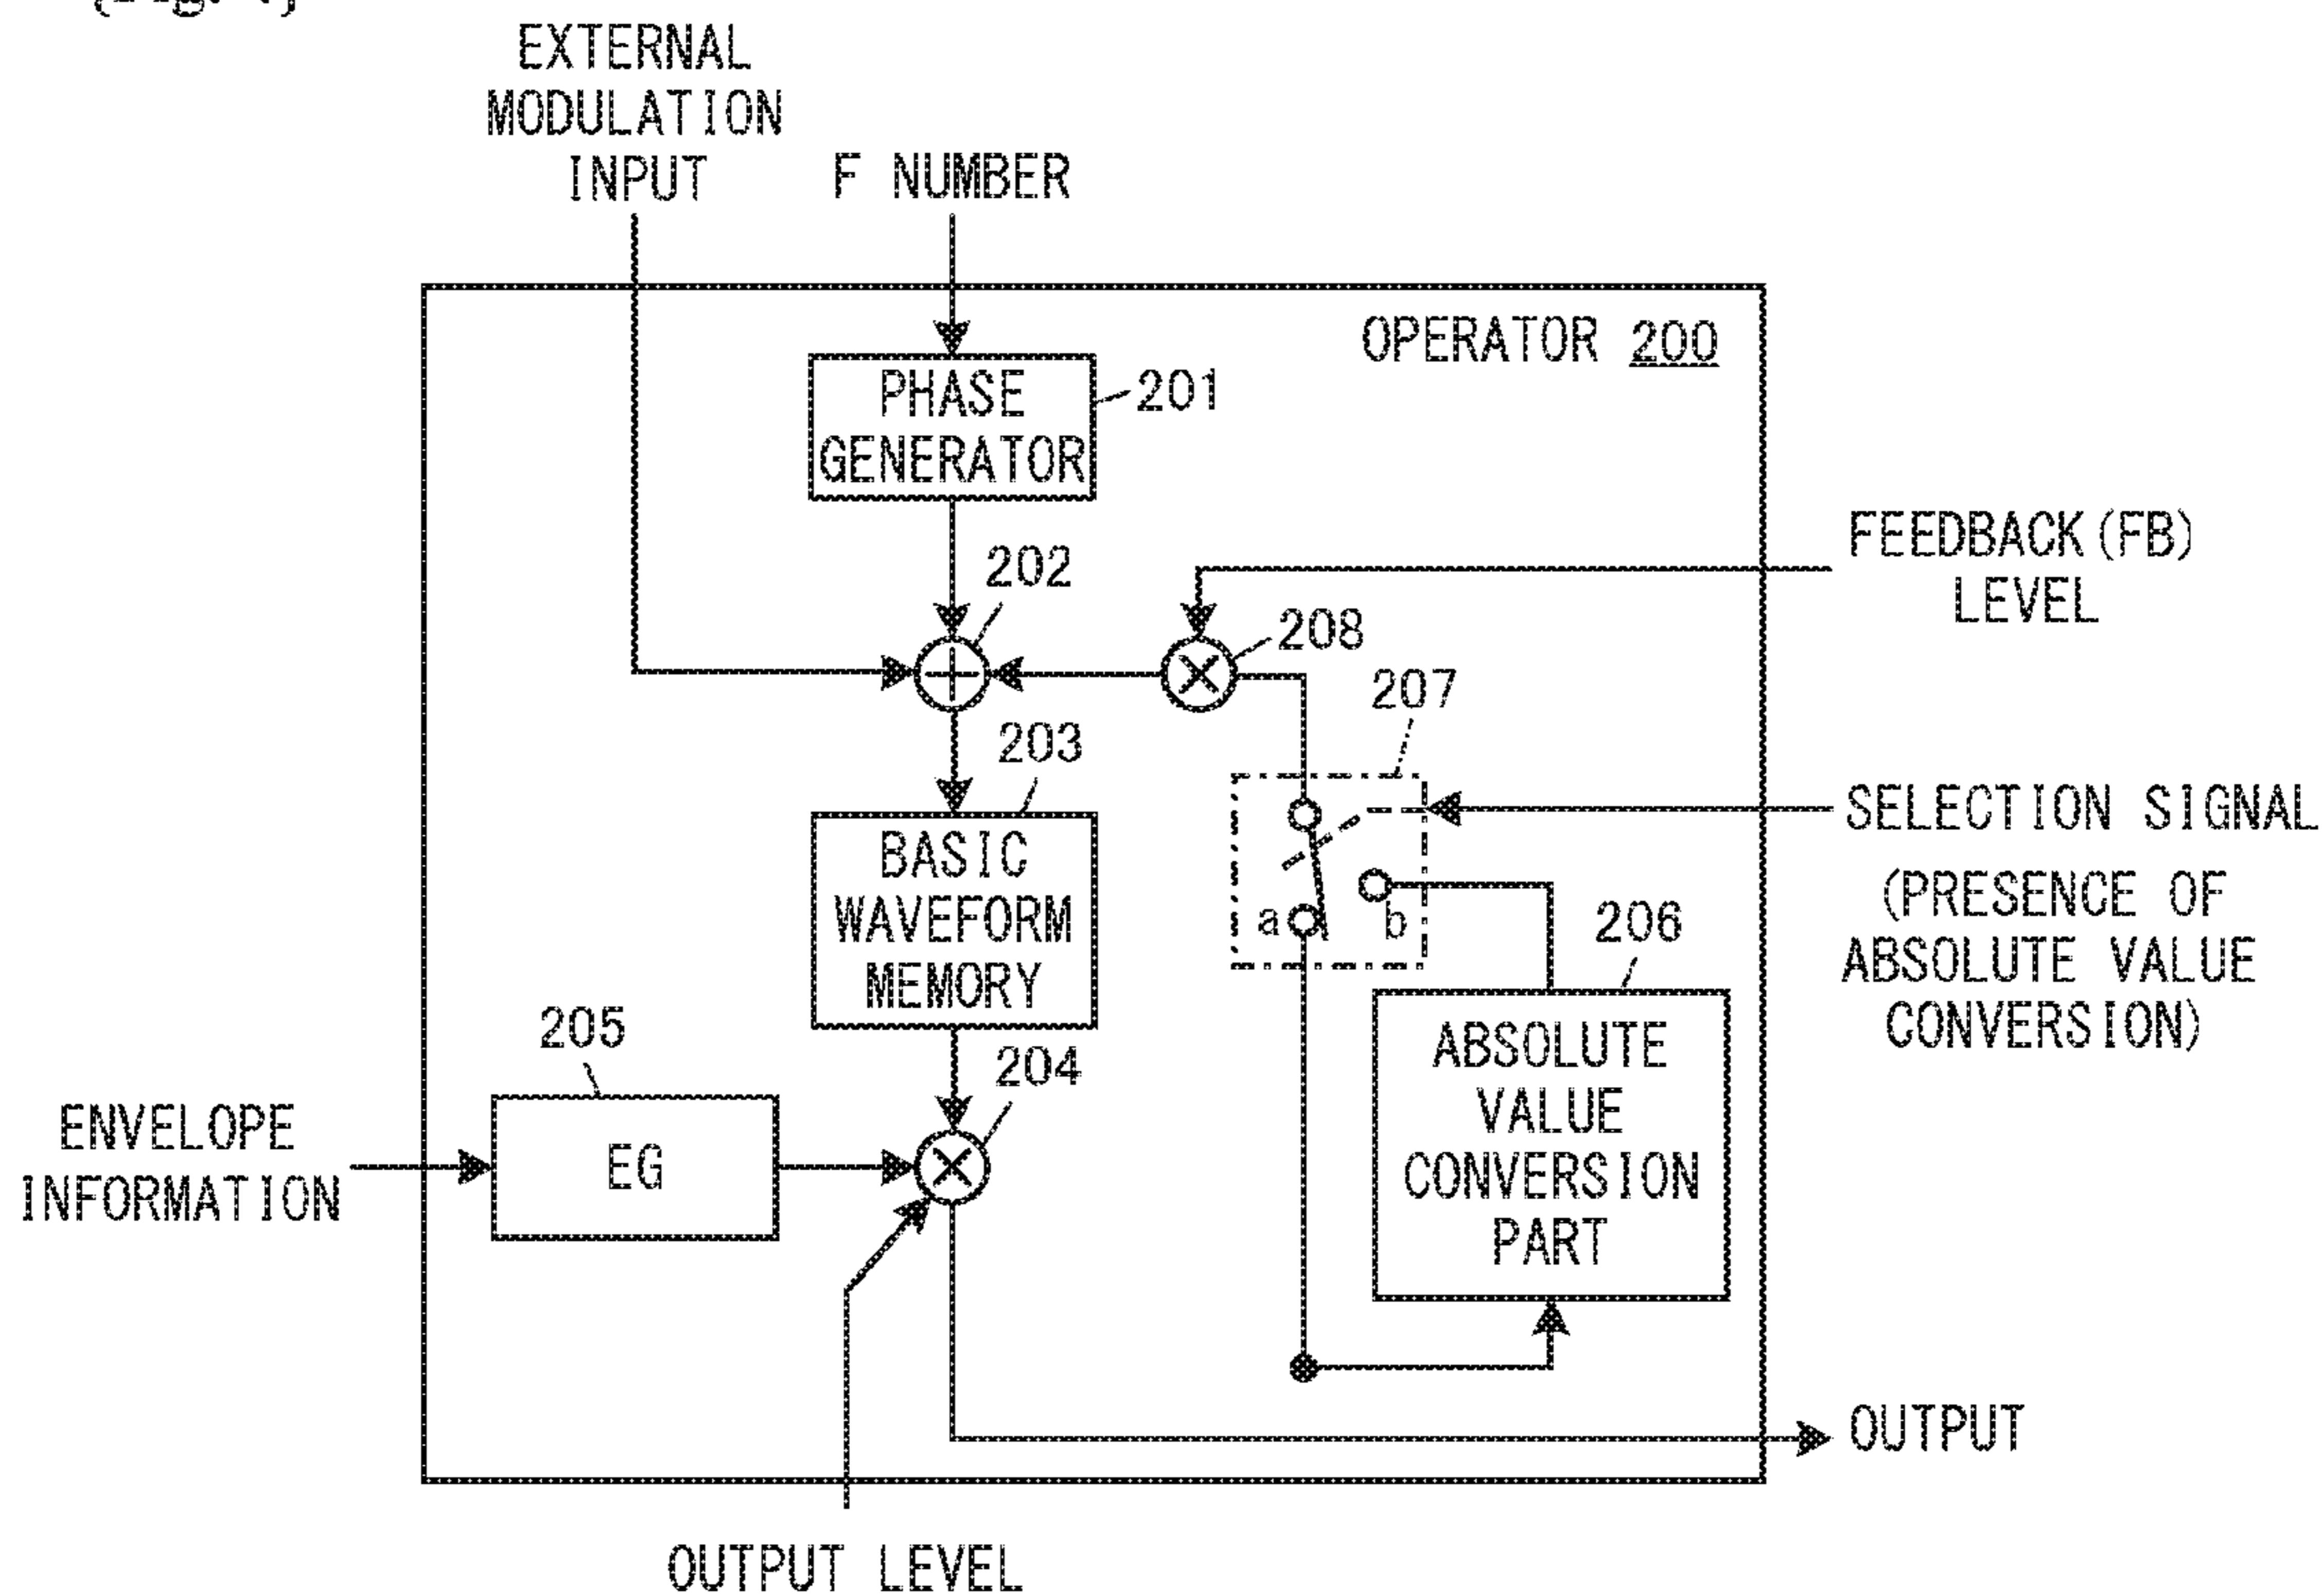 EXTERNAL
MODULATION
INPUT
F NUMBER
OPERATOR 200
PHASE
GENERATOR
201
202
FEEDBACK(FB)
LEVEL
208
207
203
SELECTION SIGNAL
(PRESENCE OF
ABSOLUTE VALUE
CONVERSION)
BASIC
WAVEFORM
MEMORY
a
b
206
205
204
ABSOLUTE
VALUE
CONVERSION
PART
ENVELOPE
INFORMATION
EG
OUTPUT
OUTPUT LEVEL